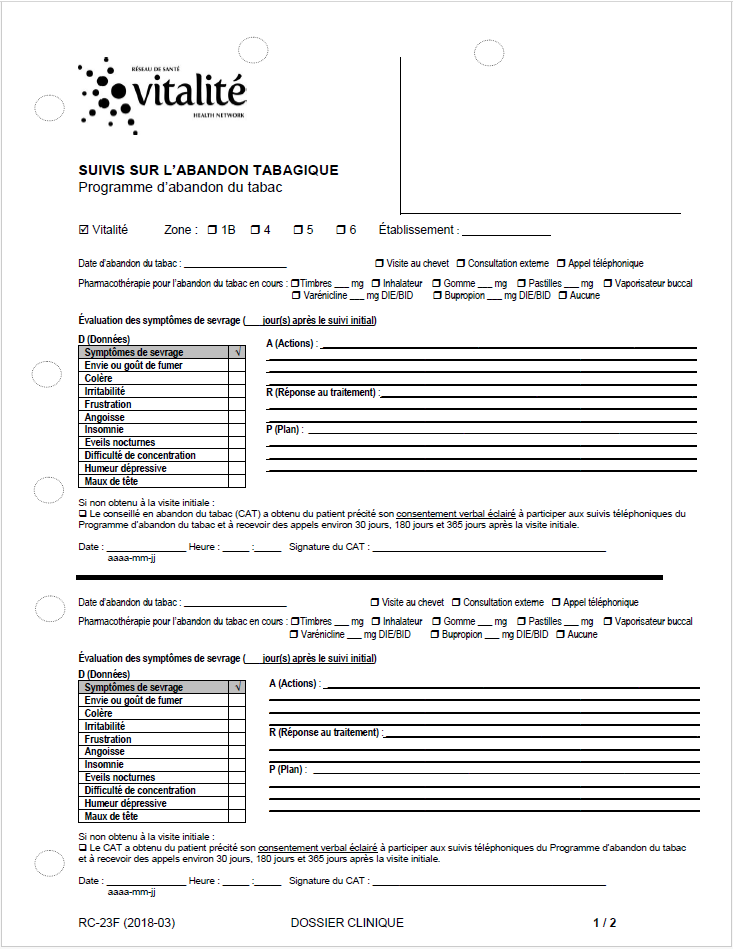 RÉSEAU DE SANTÉ
vitalité
HEALTH NETWORK
SUIVIS SUR L’ABANDON TABAGIQUE
Programme d’abandon du tabac
☑ Vitalité Zone : ❒ 1B ❒ 4 ❒ 5 ❒ 6 Établissement : _____________
Date d’abandon du tabac : ___________________ ❒ Visite au chevet ❒ Consultation externe ❒ Appel téléphonique
Pharmacothérapie pour l’abandon du tabac en cours : ❒Timbres ___ mg ❒ Inhalateur ❒ Gomme ___ mg ❒ Pastilles ___ mg ❒ Vaporisateur buccal
❒ Varénicline ___ mg DIE/BID ❒ Bupropion ___ mg DIE/BID ❒ Aucune
Évaluation des symptômes de sevrage (___jour(s) après le suivi initial)
D (Données)
Symptômes de sevrage √
Envie ou goût de fumer
Colère
Irritabilité
Frustration
Angoisse
Insomnie
Eveils nocturnes
Difficulté de concentration
Humeur dépressive
Maux de tête
A (Actions) :
R (Réponse au traitement) :
P (Plan) :
Si non obtenu à la visite initiale :
❒ Le conseillé en abandon du tabac (CAT) a obtenu du patient précité son consentement verbal éclairé à participer aux suivis téléphoniques du
Programme d’abandon du tabac et à recevoir des appels environ 30 jours, 180 jours et 365 jours après la visite initiale.
Date : _______________ Heure : _____ :_____ Signature du CAT : ____________________________________________
aaaa-mm-jj
Date d’abandon du tabac : ___________________ ❒ Visite au chevet ❒ Consultation externe ❒ Appel téléphonique
Pharmacothérapie pour l’abandon du tabac en cours : ❒Timbres ___ mg ❒ Inhalateur ❒ Gomme ___ mg ❒ Pastilles ___ mg ❒ Vaporisateur buccal
❒ Varénicline ___ mg DIE/BID ❒ Bupropion ___ mg DIE/BID ❒ Aucune
Évaluation des symptômes de sevrage (___jour(s) après le suivi initial)
D (Données)
Symptômes de sevrage √
Envie ou goût de fumer
Colère
Irritabilité
Frustration
Angoisse
Insomnie
Eveils nocturnes
Difficulté de concentration
Humeur dépressive
Maux de tête
A (Actions) :
R (Réponse au traitement) :
P (Plan) :
Si non obtenu à la visite initiale :
❒ Le CAT a obtenu du patient précité son consentement verbal éclairé à participer aux suivis téléphoniques du Programme d’abandon du tabac
et à recevoir des appels environ 30 jours, 180 jours et 365 jours après la visite initiale.
Date : _______________ Heure : _____ :_____ Signature du CAT : ____________________________________________
aaaa-mm-jj
RC-23F (2018-03) DOSSIER CLINIQUE 1 / 2